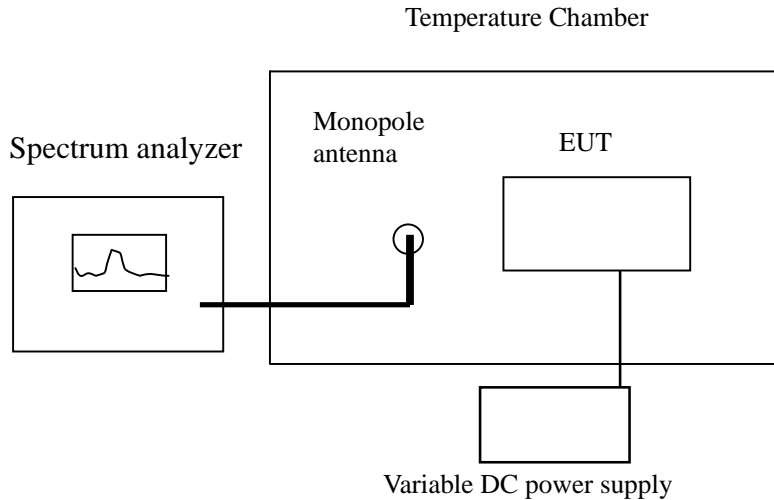 Temperature Chamber
Monopole
antenna
EUT
Spectrum analyzer
Variable DC power supply